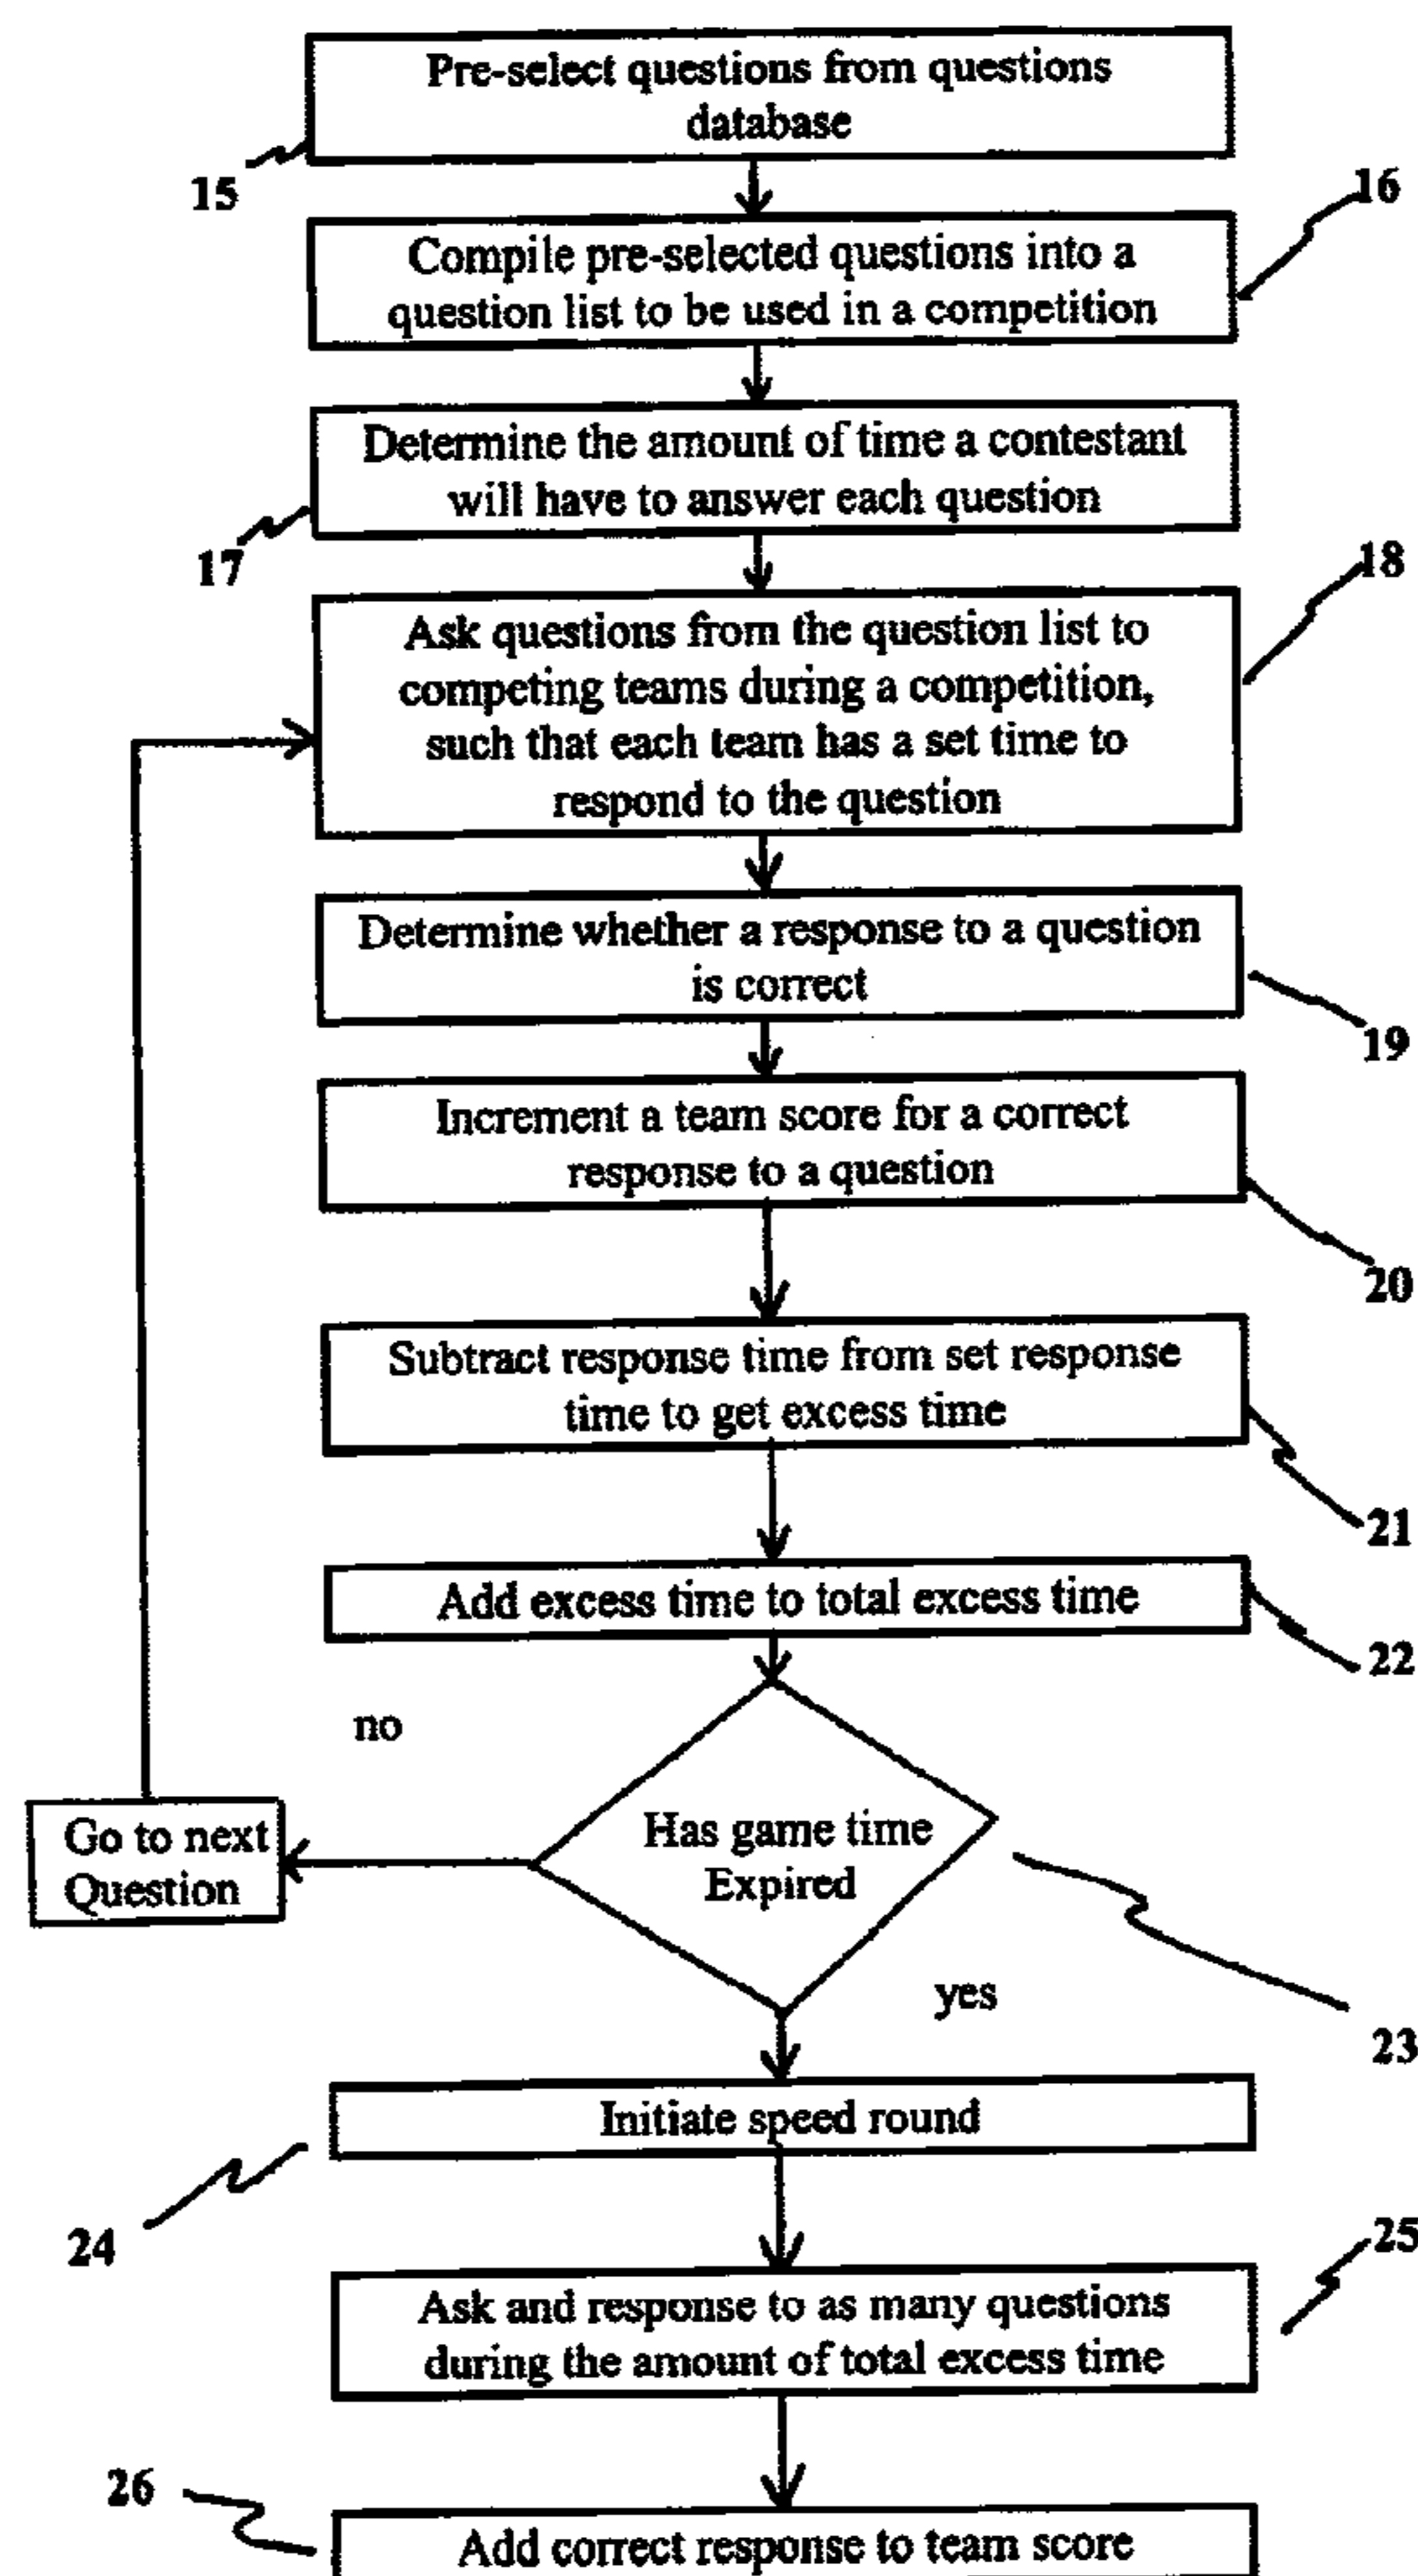 Pre-select questions from questions
database
15
16
Compile pre-selected questions into a
question list to be used in a competition
Determine the amount of time a contestant
will have to answer each question
17
18
Ask questions from the question list to
competing teams during a competition,
such that each team has a set time to
respond to the question
Determine whether a response to a question
is correct
19
Increment a team score for a correct
response to a question
20
Subtract response time from set response
time to get excess time
21
Add excess time to total excess time
22
no
Go to next
Question
Has game time
Expired
yes
23
Initiate speed round
24
25
Ask and response to as many questions
during the amount of total excess time
26
Add correct response to team score